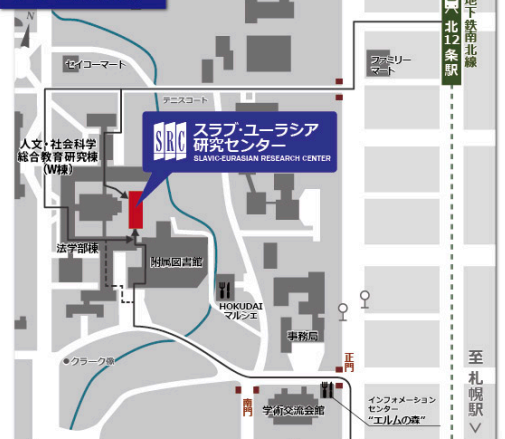 地下鉄南北線
北12条駅
セイコーマート
ファミリー
マート
テニスコート
SRC
スラブ・ユーラシア
研究センター
SLAVIC-EURASIAN RESEARCH CENTER
人文・社会科学
総合教育研究棟
(W棟)
法学部棟
附属図書館
HOKUDAI
マルシェ
事務局
正門
至札幌駅
クラーク像
南門
学術交流会館
インフォメーション
センター
“エルムの森”
N